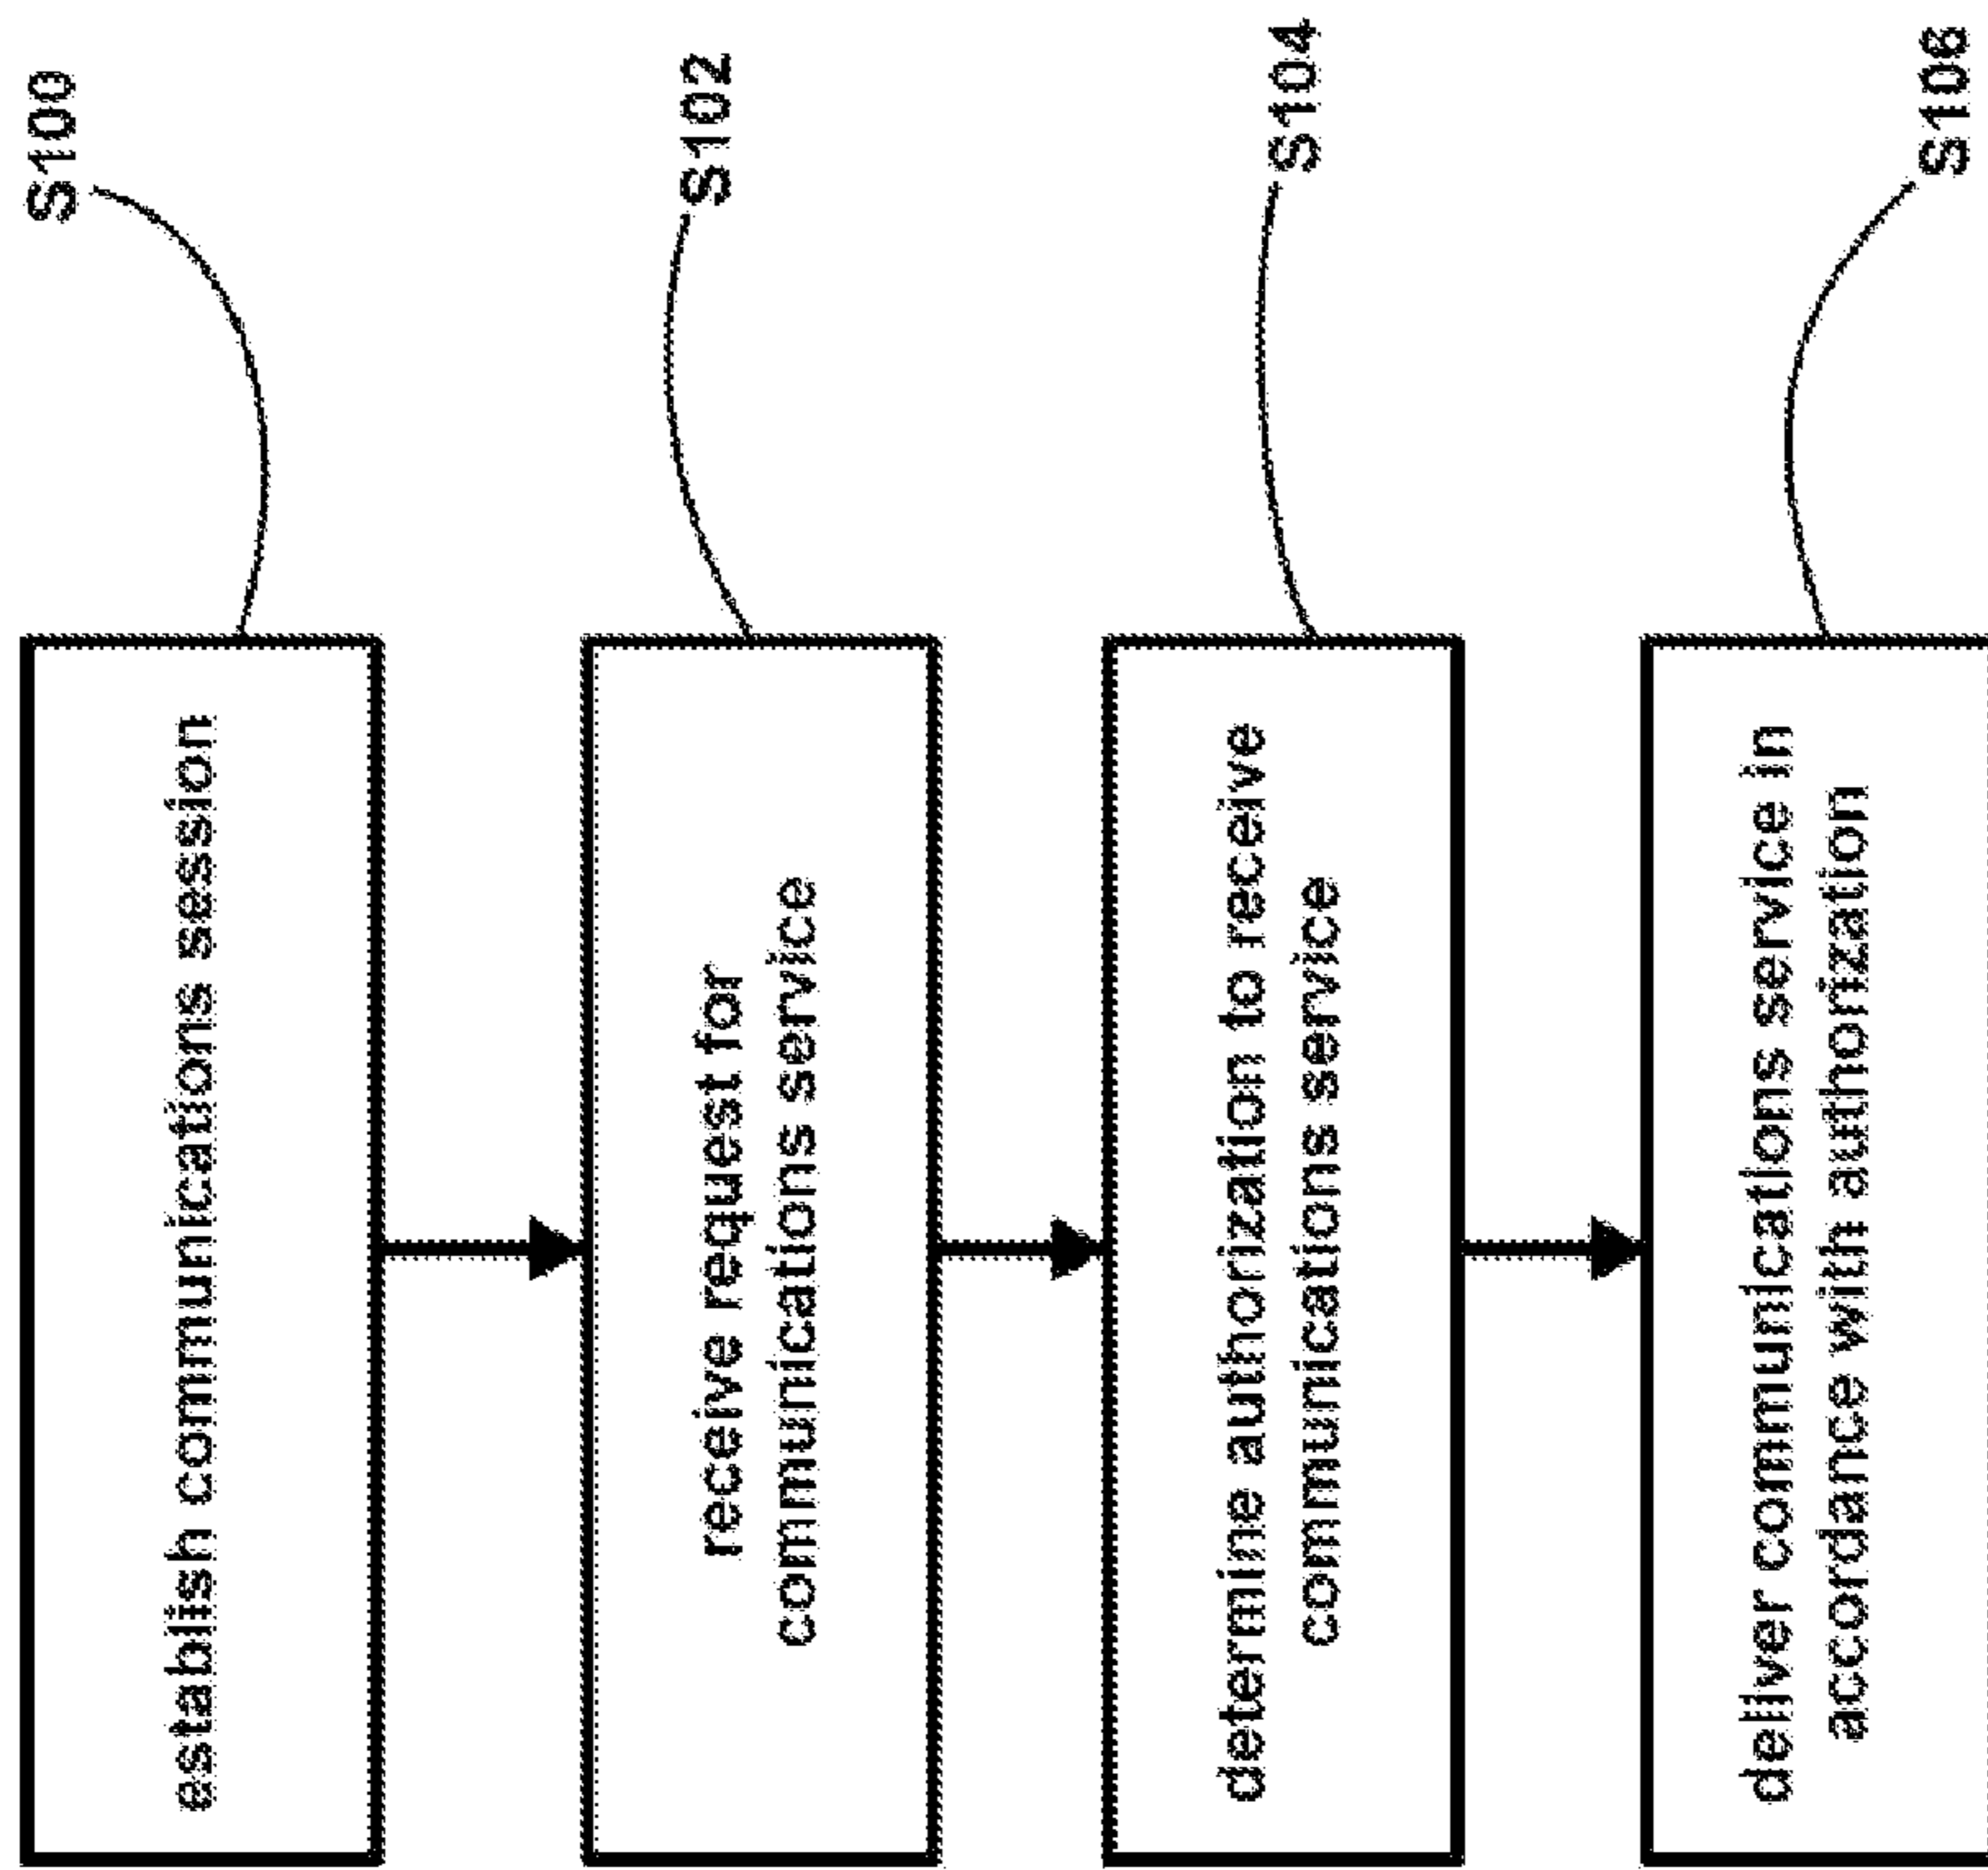 establish communications session
S100
receive request for
communications service
S102
determine authorization to receive
communications service
S104
deliver communications service in
accordance with authorization
S106